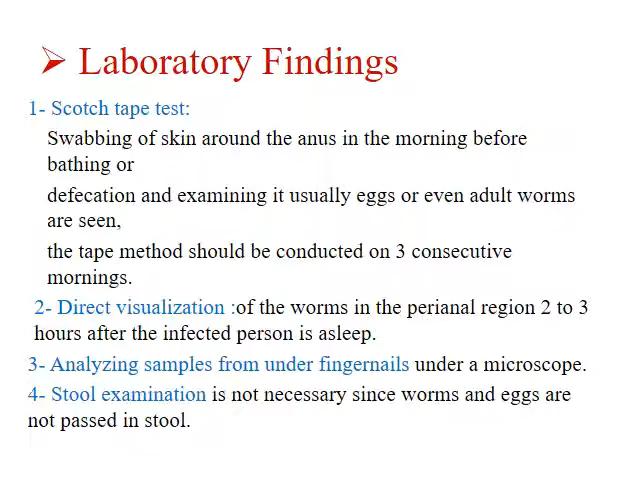 ➢ Laboratory Findings
1- Scotch tape test:
Swabbing of skin around the anus in the morning before
bathing or
defecation and examining it usually eggs or even adult worms
are seen,
the tape method should be conducted on 3 consecutive
mornings.
2- Direct visualization :of the worms in the perianal region 2 to 3
hours after the infected person is asleep.
3- Analyzing samples from under fingernails under a microscope.
4- Stool examination is not necessary since worms and eggs are
not passed in stool.